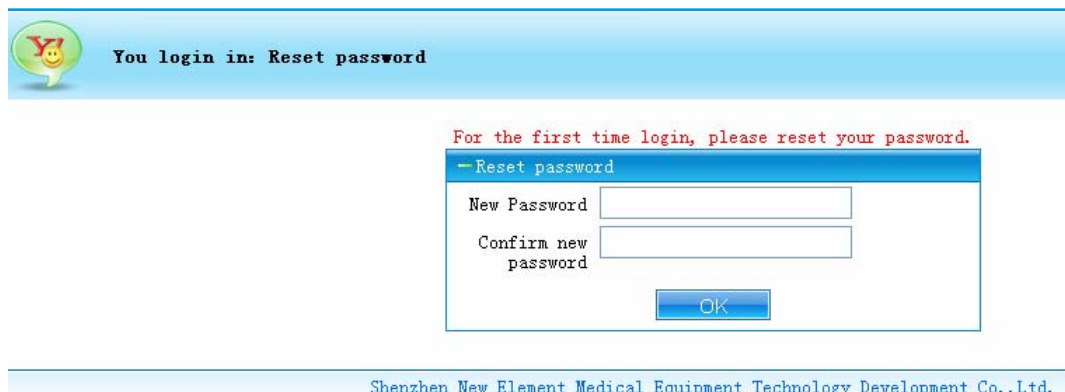 You login in: Reset password
For the first time login, please reset your password.
Reset password
New Password
Confirm new
password
OK
Shenzhen New Element Medical Equipment Technology Development Co.,Ltd.